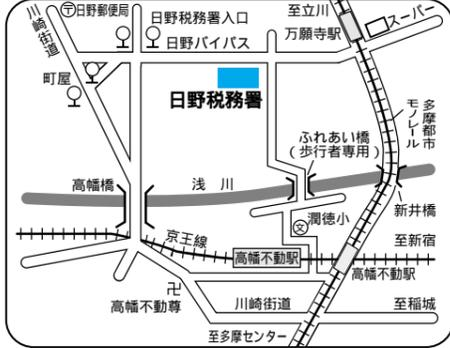 〒日野郵便局
日野税務署入口
至立川
スーパー
万願寺駅
川崎街道
日野バイパス
町屋
日野税務署
多摩都市
モノレール
ふれあい橋
(歩行者専用)
高幡橋
浅川
文
潤徳小
新井橋
京王線
至新宿
高幡不動駅
高幡不動駅
卍
高幡不動尊
川崎街道
至稲城
至多摩センター